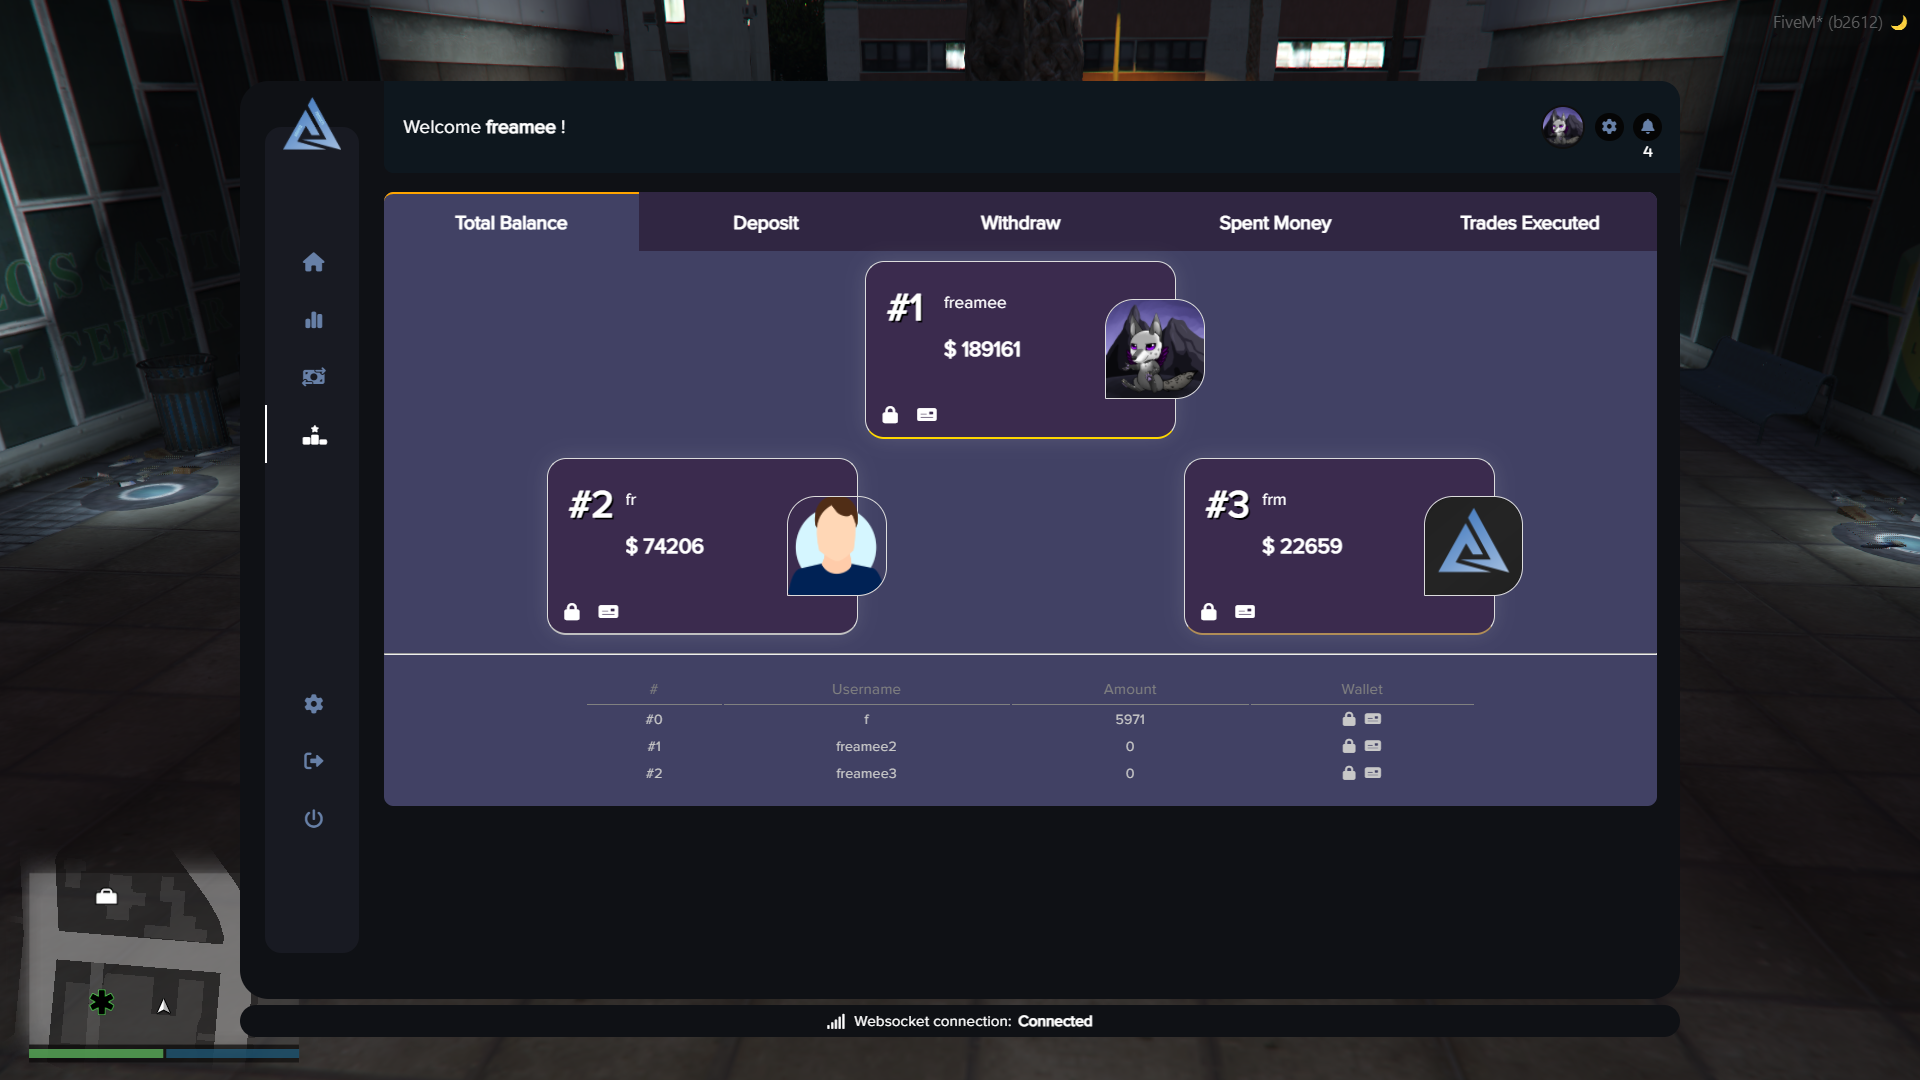 FiveM* (b2612)
Welcome freamee !
4
Total Balance
Deposit
Withdraw
Spent Money
Trades Executed
#1 freamee
$ 189161
#2 fr
$ 74206
#3 frm
$ 22659
# Username Amount Wallet
#0 f 5971
#1 freamee2 0
#2 freamee3 0
Websocket connection: Connected